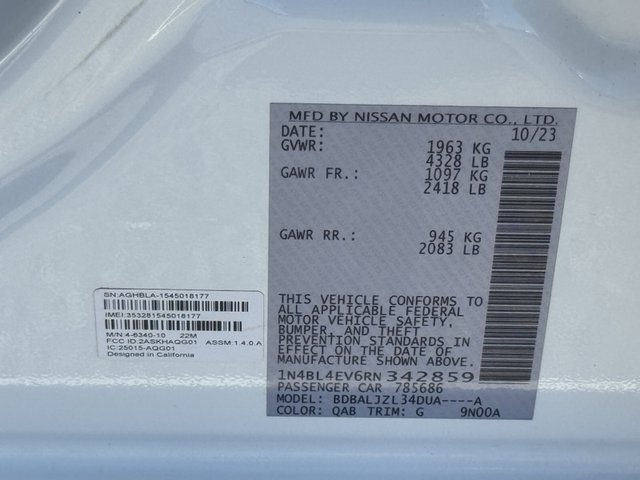 MFD BY NISSAN MOTOR CO., LTD.
DATE: 10/23
GVWR: 1963 KG
4328 LB
GAWR FR.: 1097 KG
2418 LB
GAWR RR.: 945 KG
2083 LB
THIS VEHICLE CONFORMS TO
ALL APPLICABLE FEDERAL
MOTOR VEHICLE SAFETY,
BUMPER, AND THEFT
PREVENTION STANDARDS IN
EFFECT ON THE DATE OF
MANUFACTURE SHOWN ABOVE.
1N4BL4EV6RN342859
PASSENGER CAR 785686
MODEL: BDBALJZL34DUA----A
COLOR: QAB TRIM: G 9N00A
SN:AGHBLA-1545018177
IMEI:353281545018177
M/N:4-6340-10 22M
FCC ID:2ASKHAQG01 ASSM:1.4.0.A
IC:25015-AQG01
Designed in California